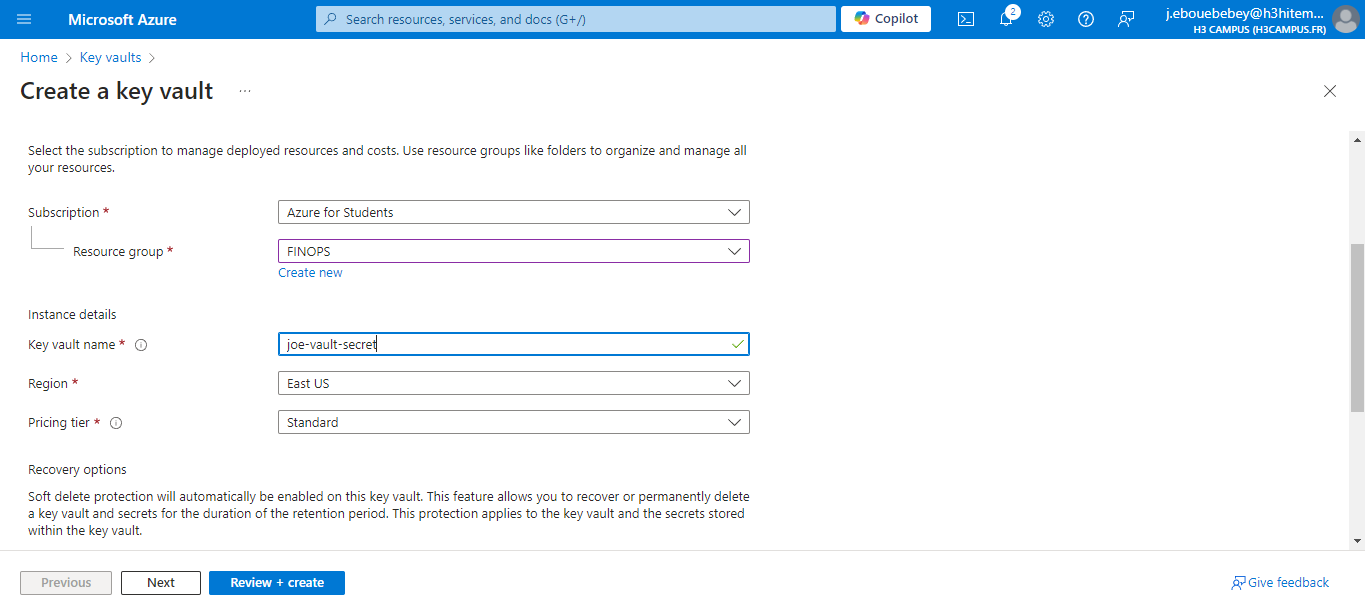 Microsoft Azure
Search resources, services, and docs (G+/)
Copilot
2
j.ebouebebey@h3hitem...
H3 CAMPUS (H3CAMPUS.FR)
Home > Key vaults >
Create a key vault ...
Select the subscription to manage deployed resources and costs. Use resource groups like folders to organize and manage all
your resources.
Subscription *
Azure for Students
Resource group *
FINOPS
Create new
Instance details
Key vault name *
joe-vault-secret
Region *
East US
Pricing tier *
Standard
Recovery options
Soft delete protection will automatically be enabled on this key vault. This feature allows you to recover or permanently delete
a key vault and secrets for the duration of the retention period. This protection applies to the key vault and the secrets stored
within the key vault.
Previous
Next
Review + create
Give feedback